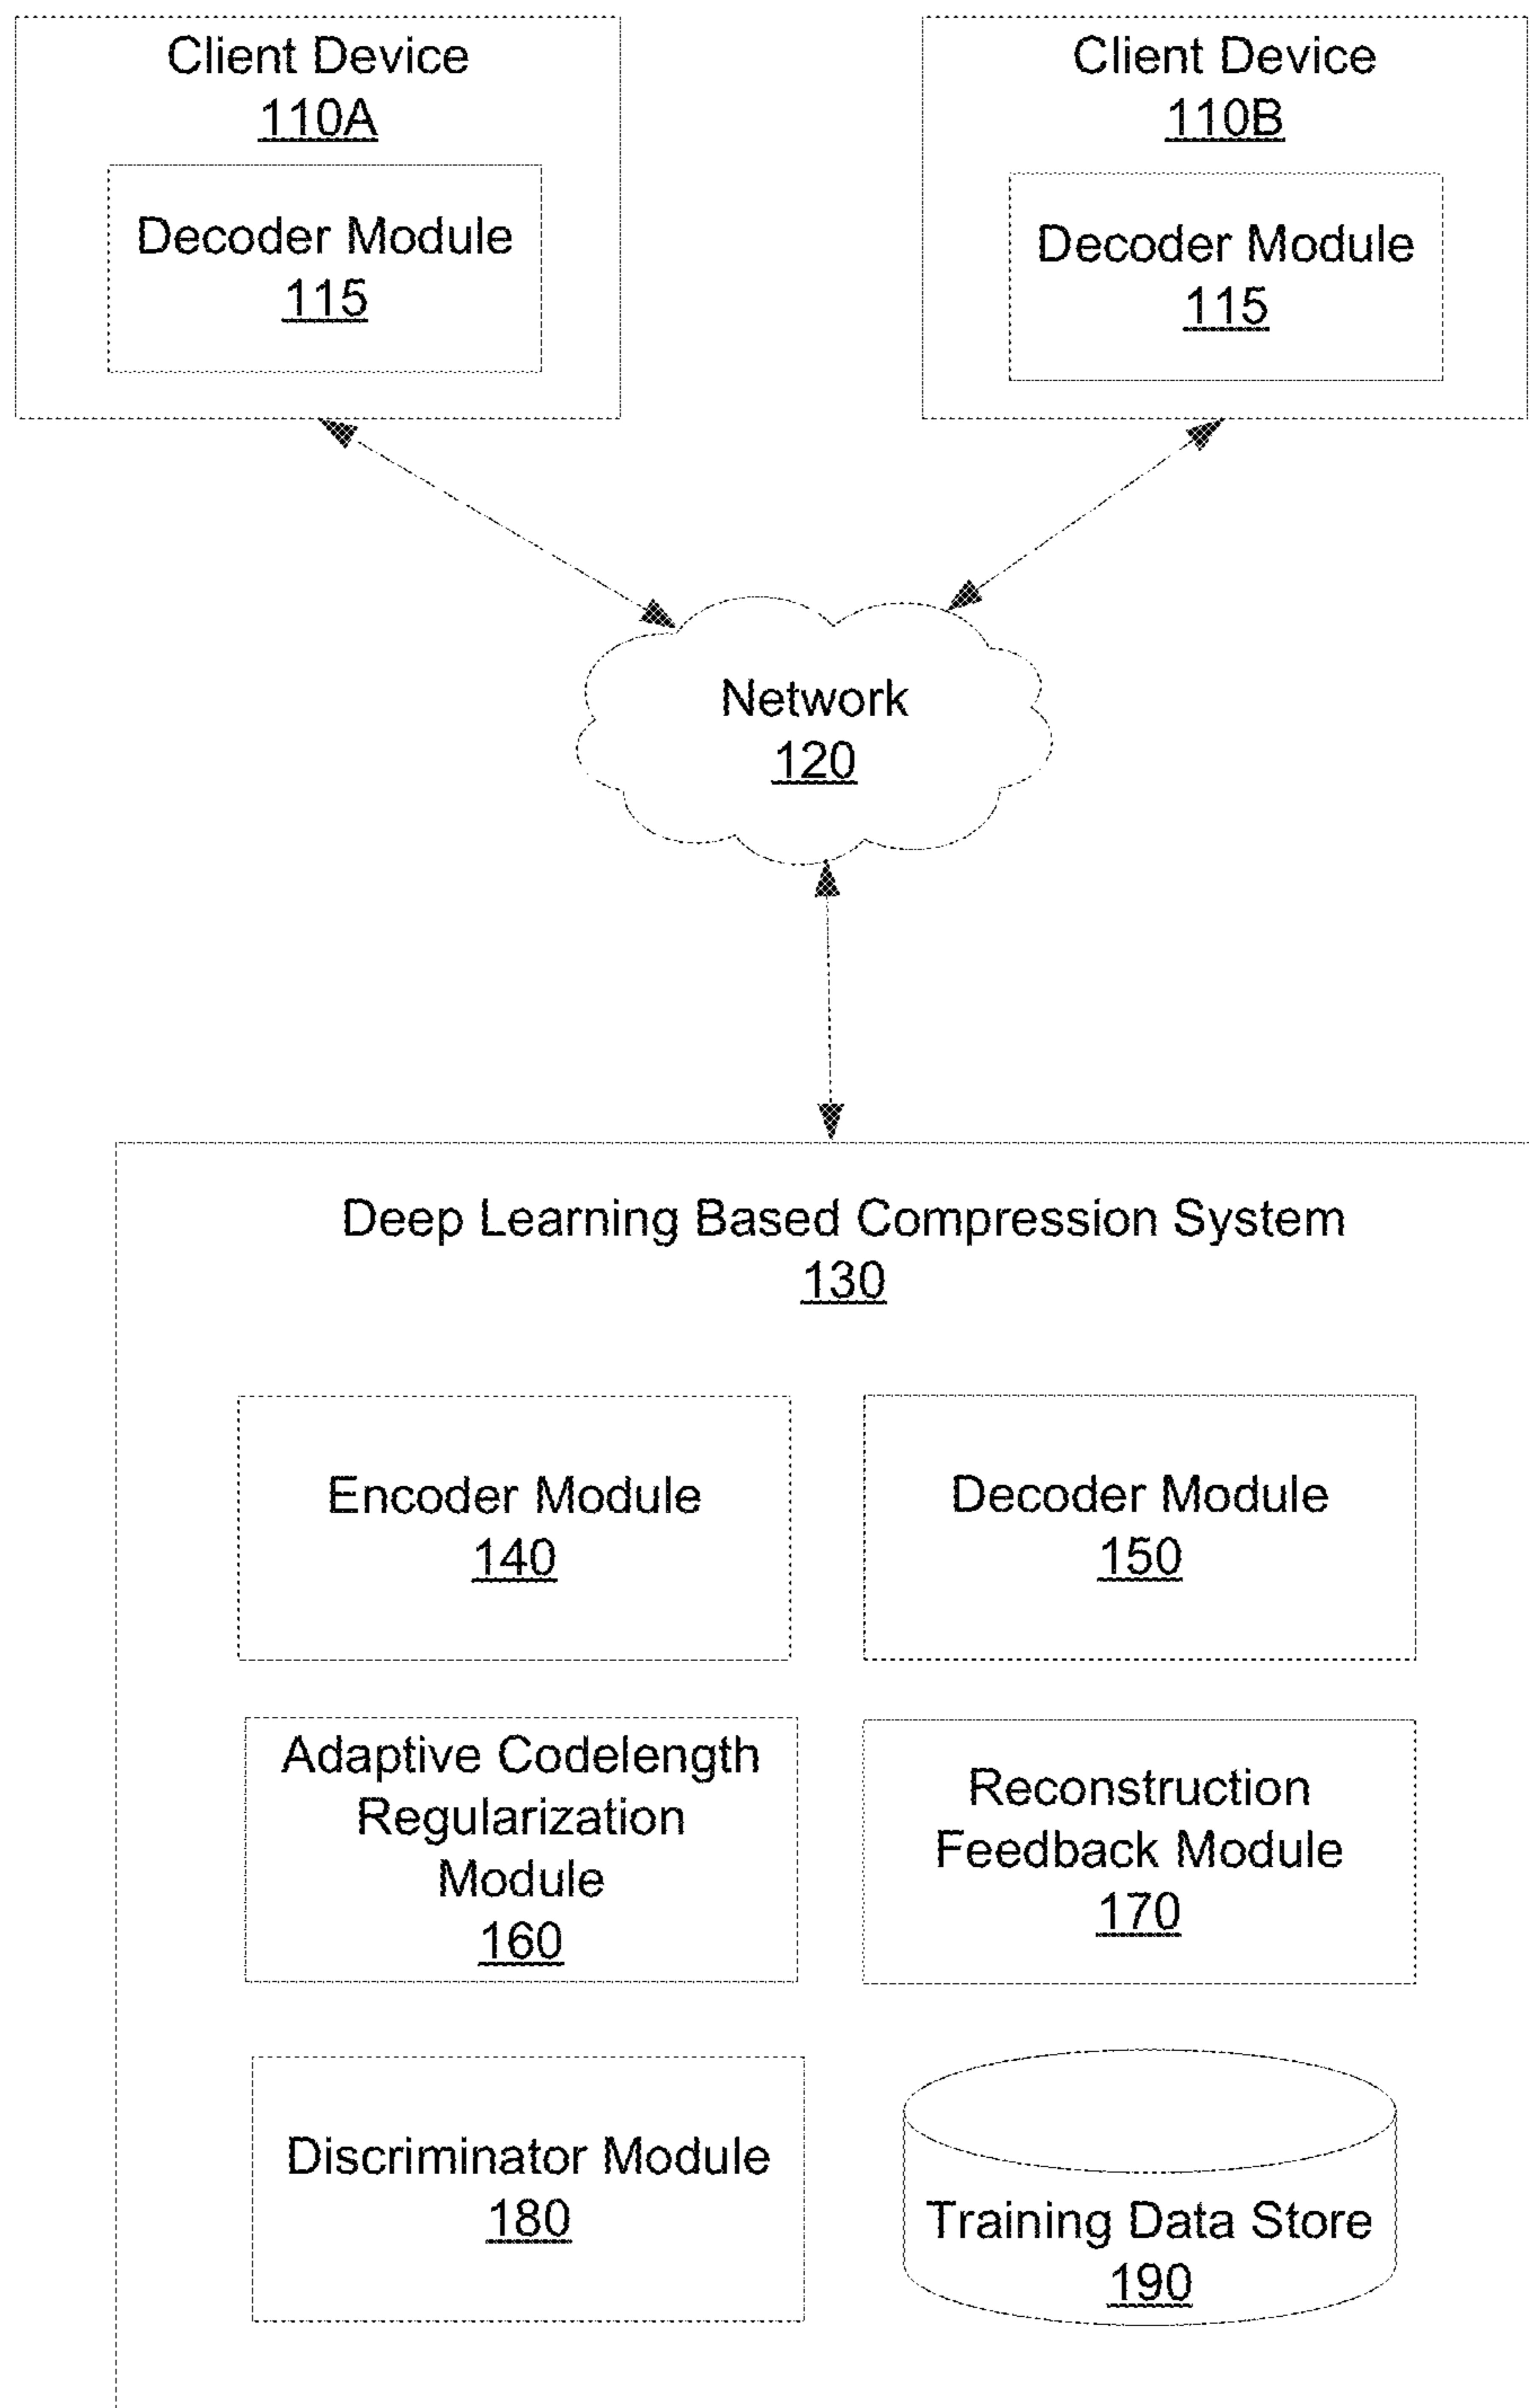 Client Device
110A
Decoder Module
115
Client Device
110B
Decoder Module
115
Network
120
Deep Learning Based Compression System
130
Encoder Module
140
Decoder Module
150
Adaptive Codelength
Regularization
Module
160
Reconstruction
Feedback Module
170
Discriminator Module
180
Training Data Store
190